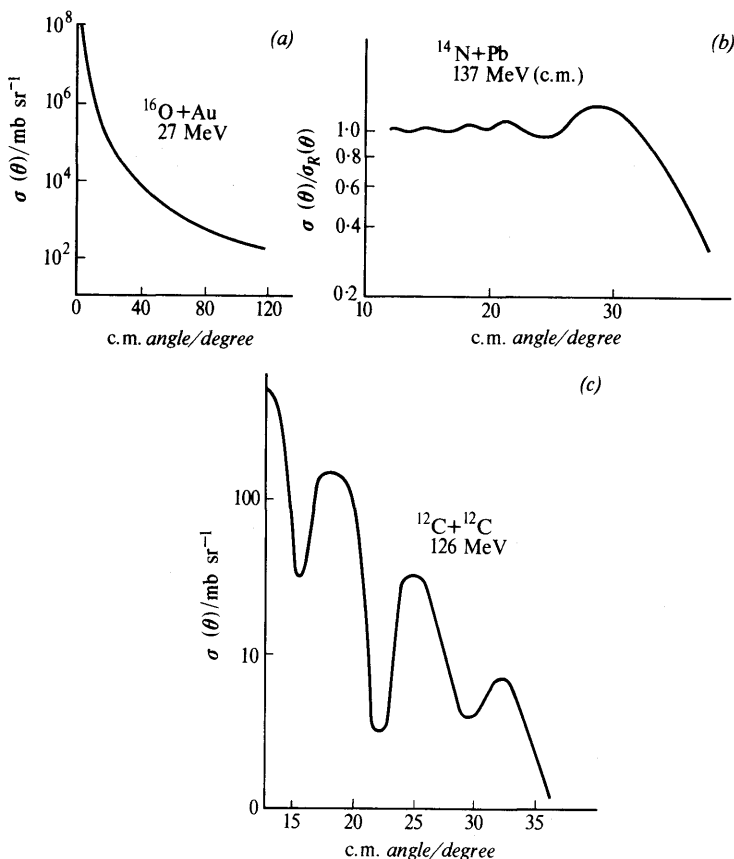 (a)
σ (θ)/mb sr⁻¹
10⁸
10⁶
10⁴
10²
0 40 80 120
c.m. angle/degree
¹⁶O+Au
27 MeV
(b)
¹⁴N+Pb
137 MeV (c.m.)
σ (θ)/σ_R(θ)
1·0
0·8
0·6
0·4
0·2
10 20 30
c.m. angle/degree
(c)
¹²C+¹²C
126 MeV
σ (θ)/mb sr⁻¹
100
10
0
15 20 25 30 35
c.m. angle/degree